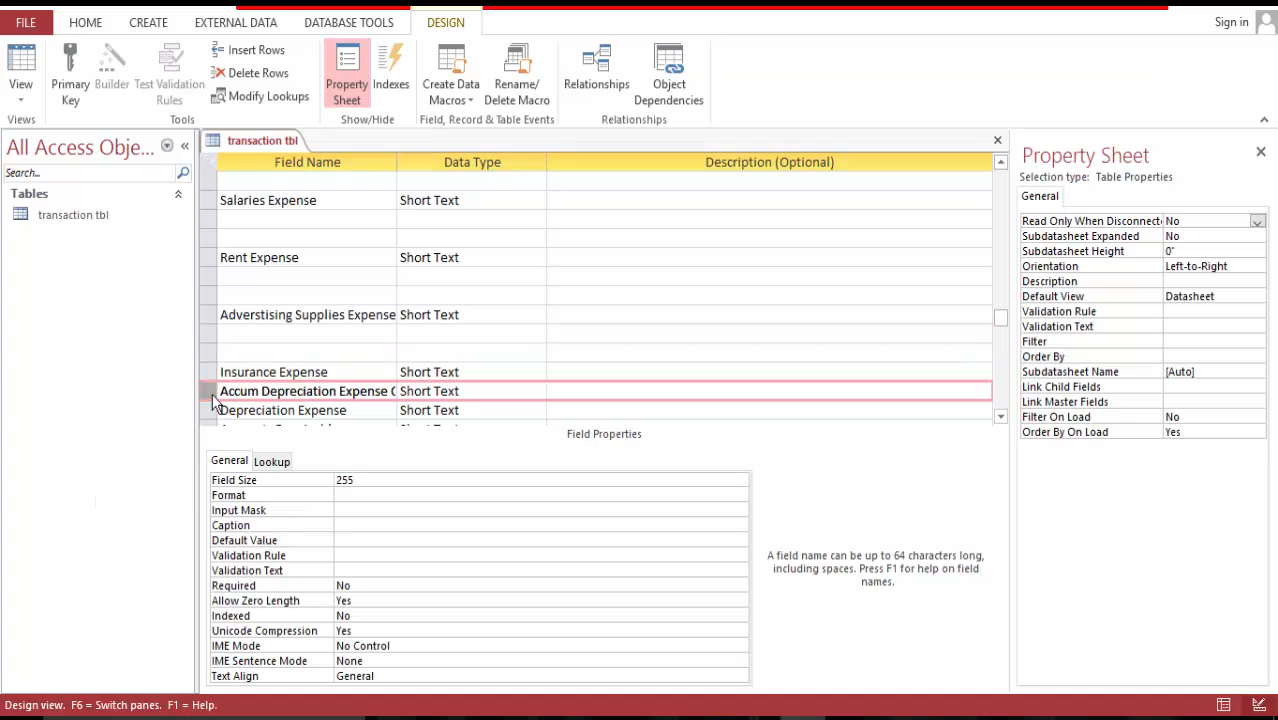 FILE HOME CREATE EXTERNAL DATA DATABASE TOOLS DESIGN Sign in
View Primary Key Builder Test Validation Rules Insert Rows Delete Rows Modify Lookups Property Sheet Indexes Create Data Macros Rename/ Delete Macro Relationships Object Dependencies
Views Tools Show/Hide Field, Record & Table Events Relationships
All Access Obje...
Search...
Tables
transaction tbl
transaction tbl
Field Name Data Type Description (Optional)
Salaries Expense Short Text
Rent Expense Short Text
Adverstising Supplies Expense Short Text
Insurance Expense Short Text
Accum Depreciation Expense Short Text
Depreciation Expense Short Text
Field Properties
General Lookup
Field Size 255
Format
Input Mask
Caption
Default Value
Validation Rule
Validation Text
Required No
Allow Zero Length Yes
Indexed No
Unicode Compression Yes
IME Mode No Control
IME Sentence Mode None
Text Align General
A field name can be up to 64 characters long,
including spaces. Press F1 for help on field
names.
Property Sheet
Selection type: Table Properties
General
Read Only When Disconnect No
Subdatasheet Expanded No
Subdatasheet Height 0"
Orientation Left-to-Right
Description
Default View Datasheet
Validation Rule
Validation Text
Filter
Order By
Subdatasheet Name [Auto]
Link Child Fields
Link Master Fields
Filter On Load No
Order By On Load Yes
Design view. F6 = Switch panes. F1 = Help.